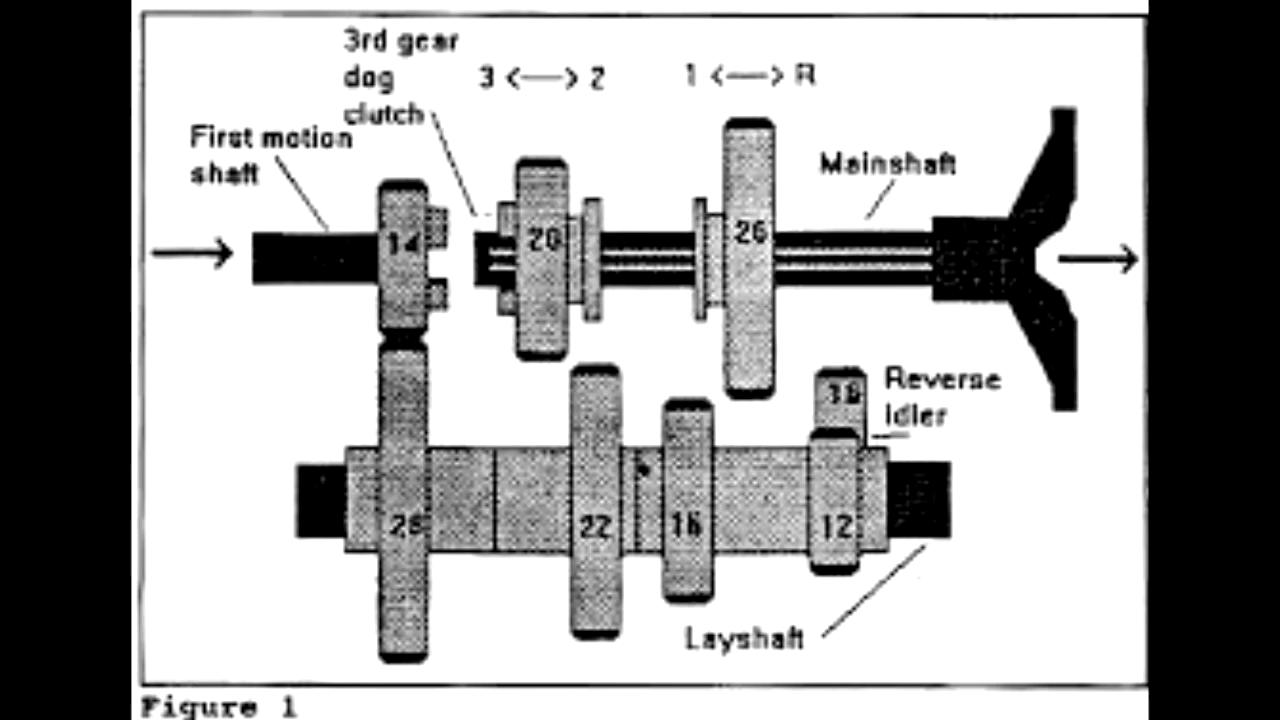 3rd gear
dog
clutch
3 <—> 2
1 <—> R
First motion
shaft
Mainshaft
14
20
26
Reverse
idler
16
28
22
16
12
Layshaft
Figure 1